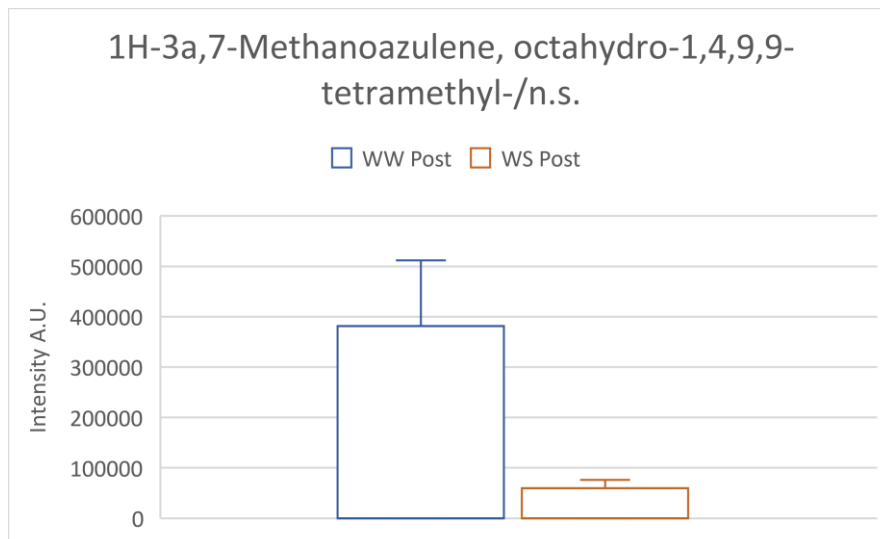 1H-3a,7-Methanoazulene, octahydro-1,4,9,9-
tetramethyl-/n.s.
WW Post WS Post
600000
500000
400000
300000
200000
100000
0
Intensity A.U.